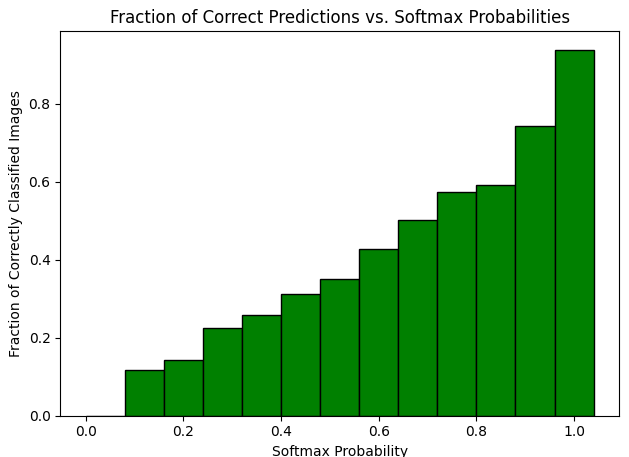 Fraction of Correct Predictions vs. Softmax Probabilities
Fraction of Correctly Classified Images
0.8
0.6
0.4
0.2
0.0
0.0 0.2 0.4 0.6 0.8 1.0
Softmax Probability